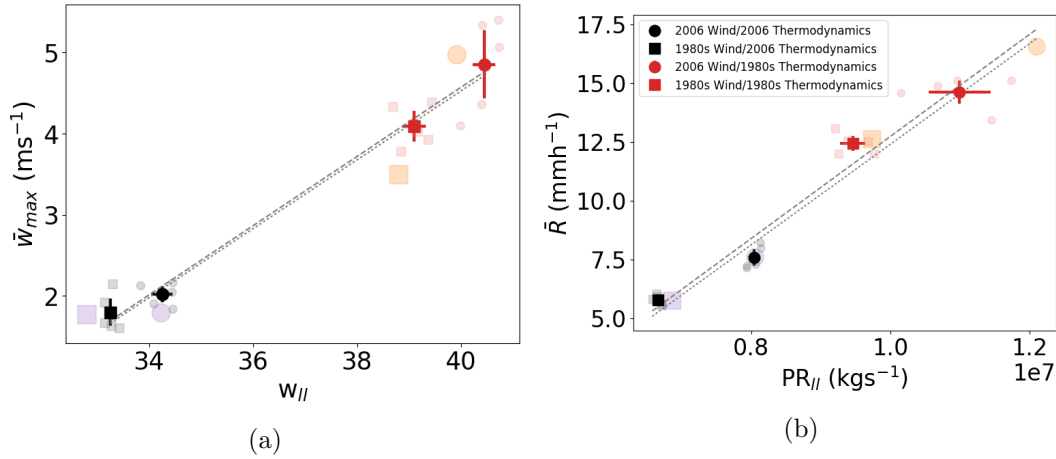 5
4
3
2
w̄max (ms⁻¹)
34
36
38
40
wll
(a)
17.5
15.0
12.5
10.0
7.5
5.0
R̄ (mmh⁻¹)
2006 Wind/2006 Thermodynamics
1980s Wind/2006 Thermodynamics
2006 Wind/1980s Thermodynamics
1980s Wind/1980s Thermodynamics
0.8
1.0
1.2
1e7
PRll (kgs⁻¹)
(b)